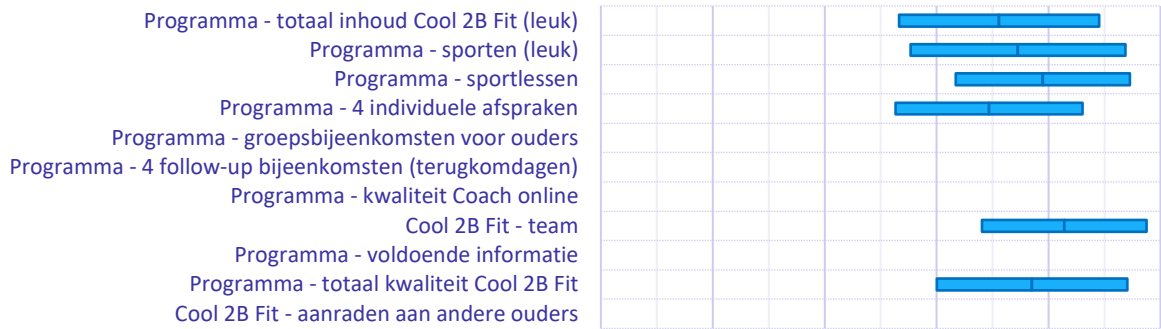 Programma - totaal inhoud Cool 2B Fit (leuk)
Programma - sporten (leuk)
Programma - sportlessen
Programma - 4 individuele afspraken
Programma - groepsbijeenkomsten voor ouders
Programma - 4 follow-up bijeenkomsten (terugkomdagen)
Programma - kwaliteit Coach online
Cool 2B Fit - team
Programma - voldoende informatie
Programma - totaal kwaliteit Cool 2B Fit
Cool 2B Fit - aanraden aan andere ouders